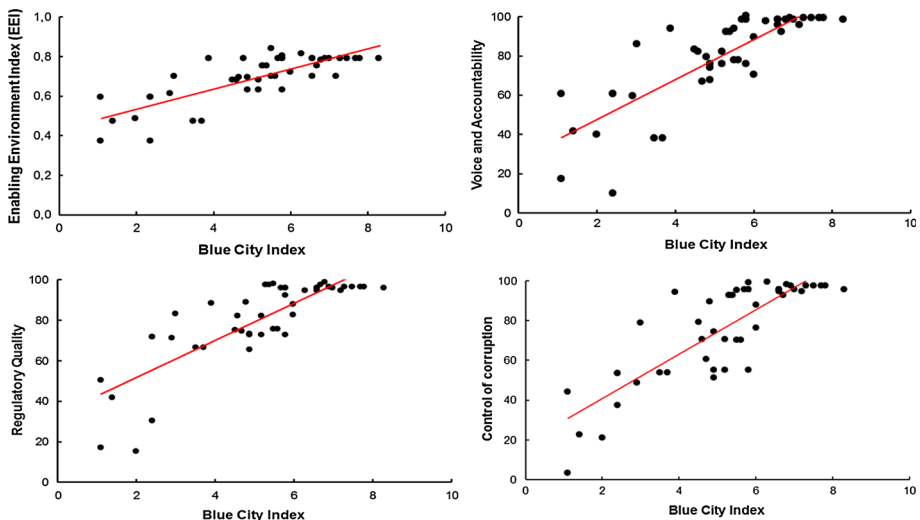 Enabling Environment Index (EEI)
1,0
0,8
0,6
0,4
0,2
0,0
0 2 4 6 8 10
Blue City Index
Voice and Accountability
100
80
60
40
20
0
0 2 4 6 8 10
Blue City Index
Regulatory Quality
100
80
60
40
20
0
0 2 4 6 8 10
Blue City Index
Control of corruption
100
80
60
40
20
0
0 2 4 6 8 10
Blue City Index